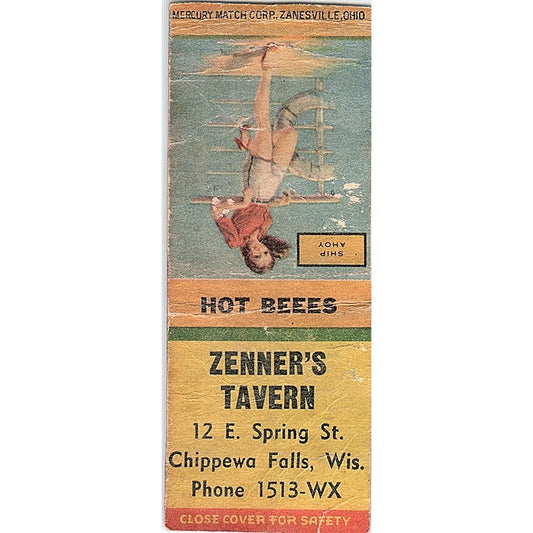 MERCURY MATCH CORP. ZANESVILLE, OHIO
SHIP
AHOY
HOT BEEES
ZENNER'S
TAVERN
12 E. Spring St.
Chippewa Falls, Wis.
Phone 1513-WX
CLOSE COVER FOR SAFETY